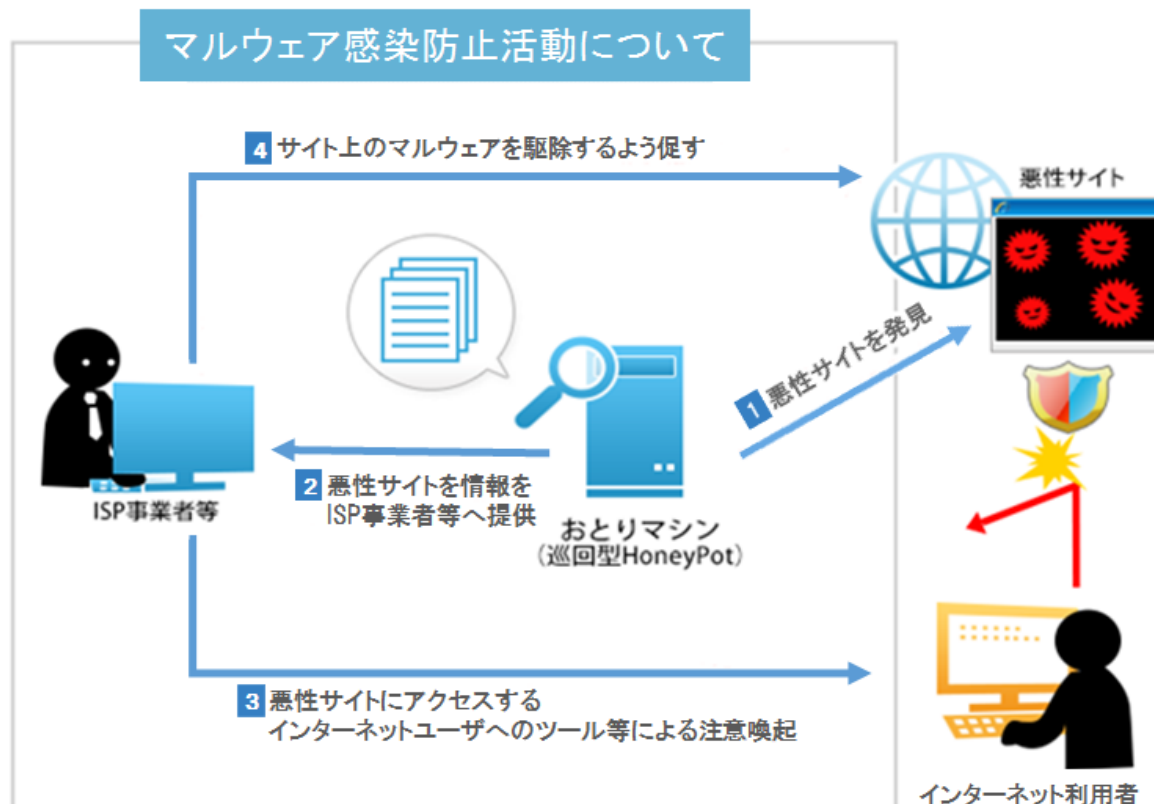 マルウェア感染防止活動について
4 サイト上のマルウェアを駆除するよう促す
悪性サイト
1 悪性サイトを発見
ISP事業者等
2 悪性サイトを情報を
ISP事業者等へ提供
おとりマシン
(巡回型HoneyPot)
3 悪性サイトにアクセスする
インターネットユーザへのツール等による注意喚起
インターネット利用者